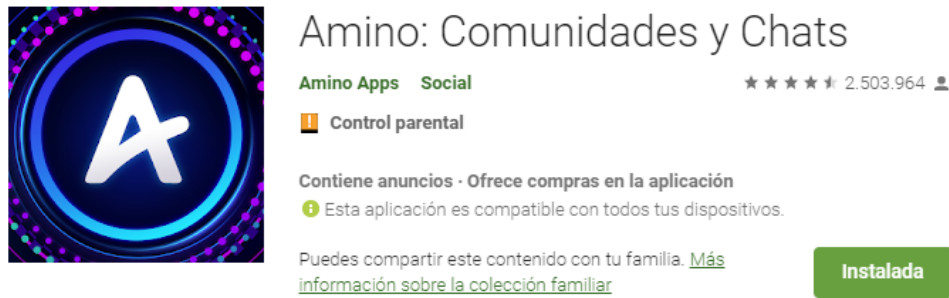 Amino: Comunidades y Chats
Amino Apps Social 2.503.964
Control parental
Contiene anuncios · Ofrece compras en la aplicación
Esta aplicación es compatible con todos tus dispositivos.
Puedes compartir este contenido con tu familia. Más
información sobre la colección familiar
Instalada